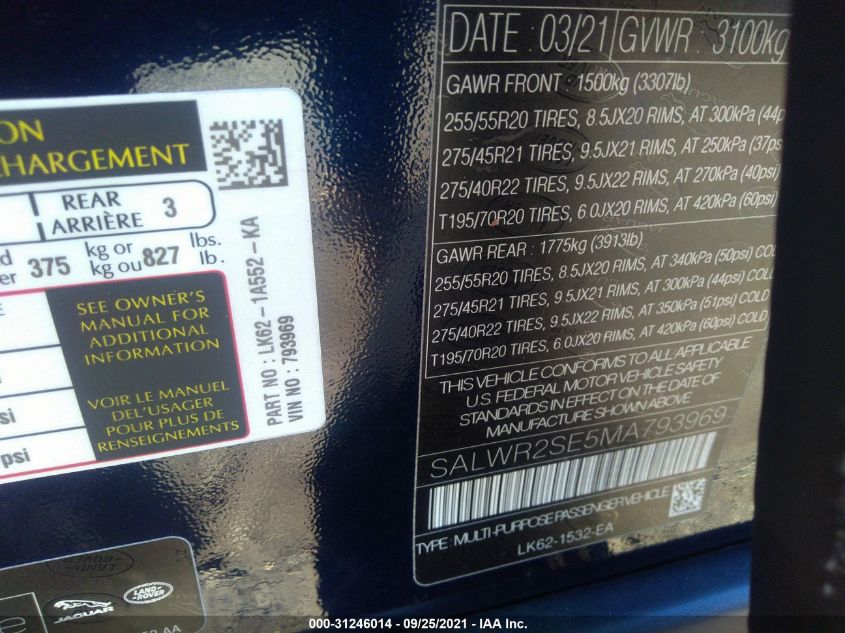 ION
CHARGEMENT
REAR
ARRIÈRE 3
375 kg or 827 lbs.
kg ou lb.
SEE OWNER'S
MANUAL FOR
ADDITIONAL
INFORMATION
VOIR LE MANUEL
DEL'USAGER
POUR PLUS DE
RENSEIGNEMENTS
psi
psi
PART NO : LK62-1A552-KA
VIN NO : 793969
DATE : 03/21 GVWR : 3100kg
GAWR FRONT : 1500kg (3307lb)
255/55R20 TIRES, 8.5JX20 RIMS, AT 300kPa (44p
275/45R21 TIRES, 9.5JX21 RIMS, AT 250kPa (37ps
275/40R22 TIRES, 9.5JX22 RIMS, AT 270kPa (40psi)
T195/70R20 TIRES, 6.0JX20 RIMS, AT 420kPa (60psi)
GAWR REAR : 1775kg (3913lb)
255/55R20 TIRES, 8.5JX20 RIMS, AT 340kPa (50psi) COL
275/45R21 TIRES, 9.5JX21 RIMS, AT 300kPa (44psi) COLD
275/40R22 TIRES, 9.5JX22 RIMS, AT 350kPa (51psi) COLD
T195/70R20 TIRES, 6.0JX20 RIMS, AT 420kPa (60psi) COLD
THIS VEHICLE CONFORMS TO ALL APPLICABLE
U.S. FEDERAL MOTOR VEHICLE SAFETY
STANDARDS IN EFFECT ON THE DATE OF
MANUFACTURE SHOWN ABOVE
SALWR2SE5MA793969
TYPE : MULTI-PURPOSE PASSENGER VEHICLE
LK62-1532-EA
JAGUAR
LAND-ROVER
000-31246014 - 09/25/2021 - IAA Inc.